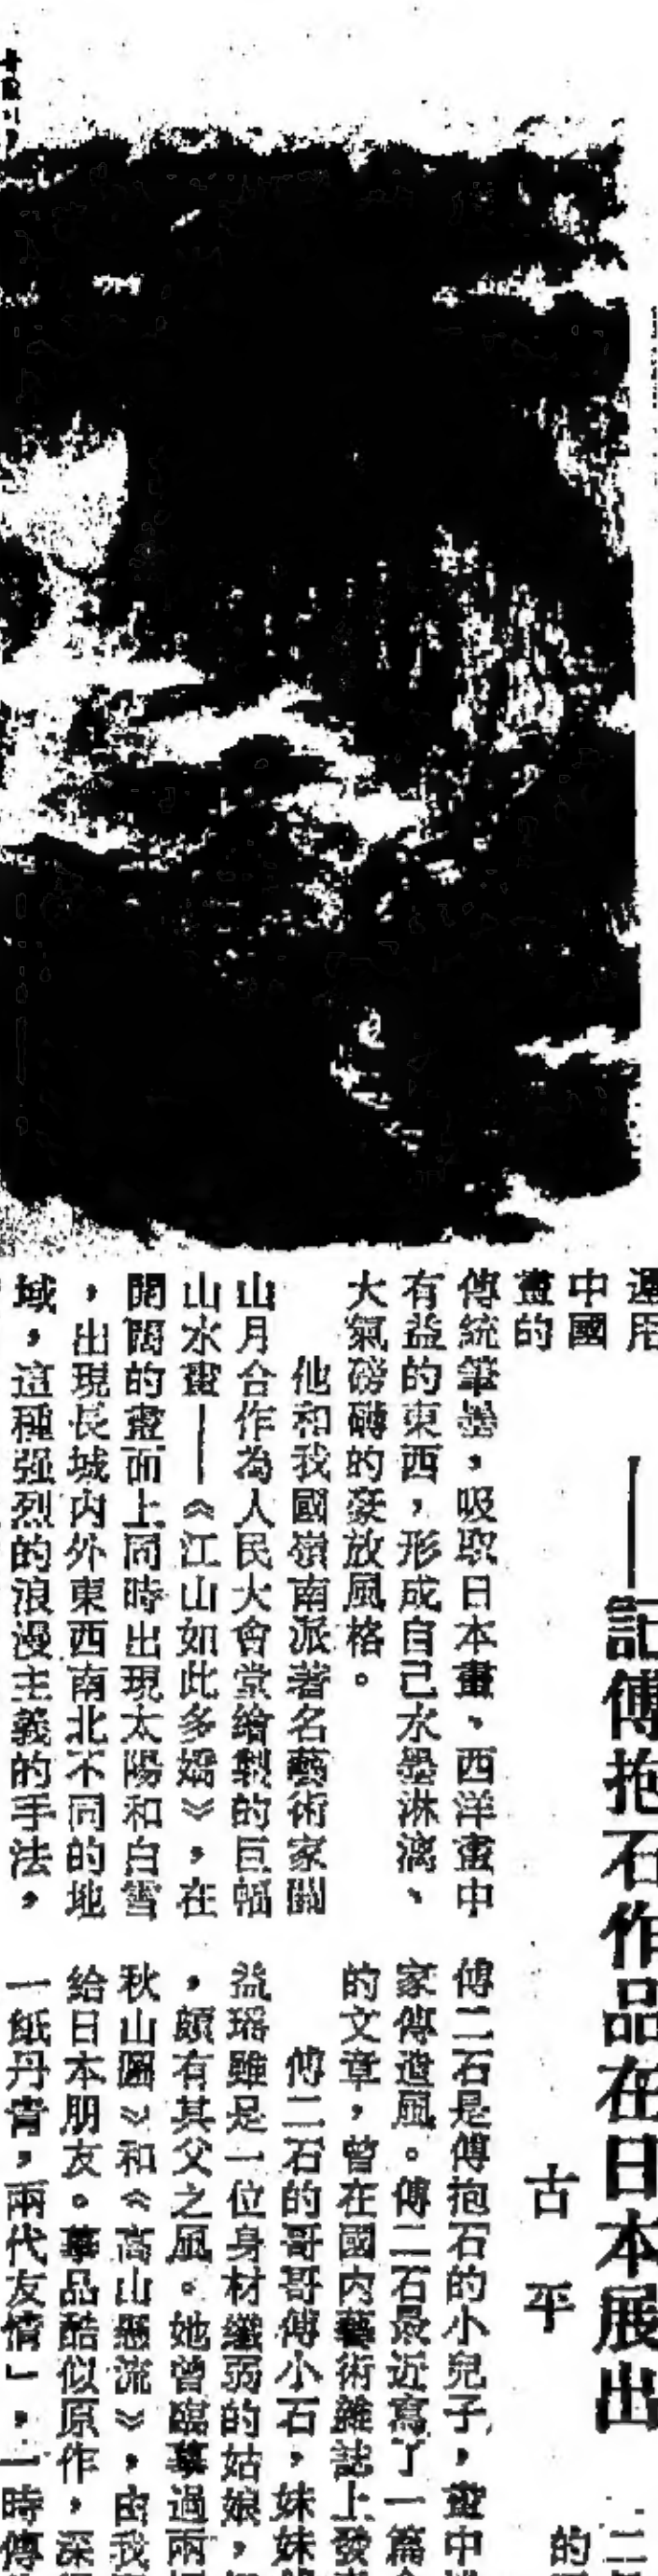 ——記傅抱石作品在日本展出
古平
運用
中國
畫的
傳統筆墨，吸取日本畫、西洋畫中
有益的東西，形成自己水墨淋漓、
大氣磅礴的豪放風格。
他和我國嶺南派著名藝術家關
山月合作為人民大會堂繪製的巨幅
山水畫——《江山如此多嬌》，在
開闊的畫面上同時出現太陽和白雪
，出現長城內外東西南北不同的地
域，這種强烈的浪漫主義的手法，
二
的
傅二石是傅抱石的小兒子，畫中
家傳遺風。傅二石最近寫了一篇
的文章，曾在國內藝術雜誌上發
傅二石的哥哥傅小石，妹妹
益瑤雖是一位身材纖弱的姑娘，
，頗有其父之風。她曾臨摹過兩
秋山圖》和《高山懸流》，由我
給日本朋友。摹品酷似原作，深
一紙丹青，兩代友情」，一時傳